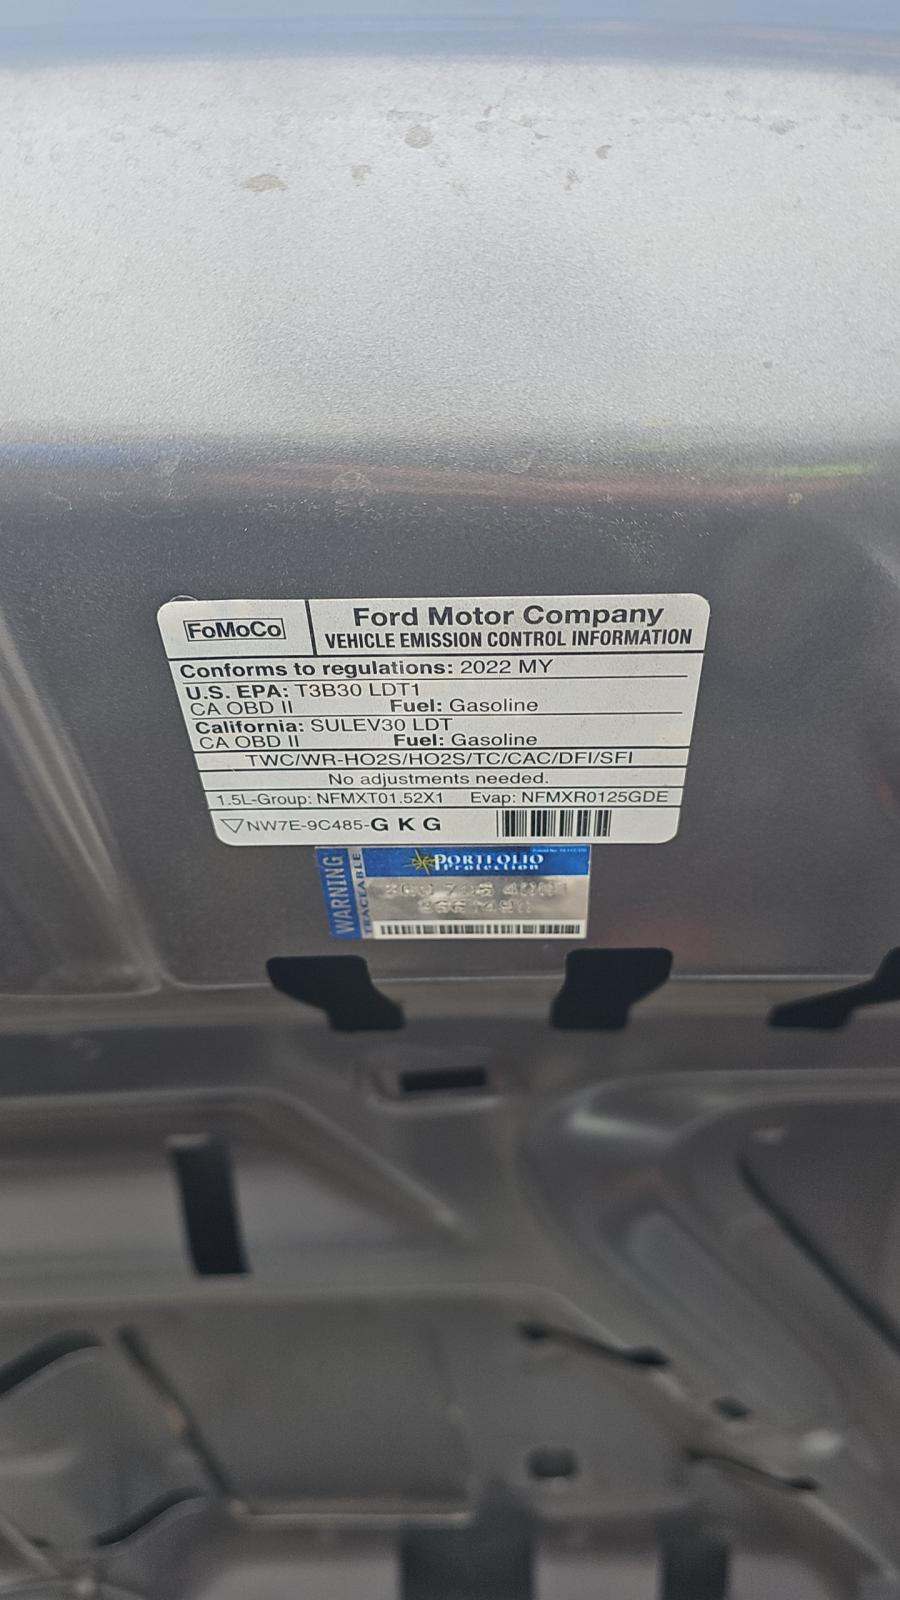 FoMoCo
Ford Motor Company
VEHICLE EMISSION CONTROL INFORMATION
Conforms to regulations: 2022 MY
U.S. EPA: T3B30 LDT1
CA OBD II Fuel: Gasoline
California: SULEV30 LDT
CA OBD II Fuel: Gasoline
TWC/WR-HO2S/HO2S/TC/CAC/DFI/SFI
No adjustments needed.
1.5L-Group: NFMXT01.52X1 Evap: NFMXR0125GDE
NW7E-9C485-G K G
WARNING
TRACEABLE
PORTFOLIO
Protection